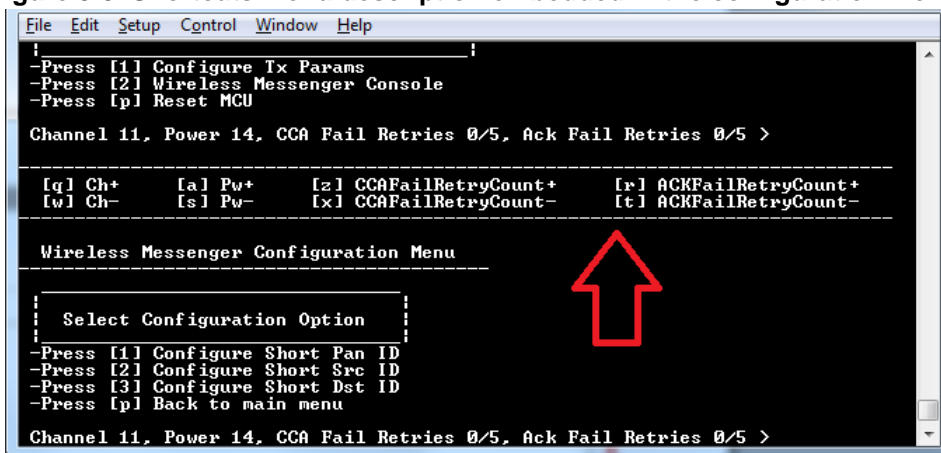 File Edit Setup Control Window Help
-Press [1] Configure Tx Params
-Press [2] Wireless Messenger Console
-Press [p] Reset MCU
Channel 11, Power 14, CCA Fail Retries 0/5, Ack Fail Retries 0/5 >
[q] Ch+ [a] Pw+ [z] CCAFailRetryCount+ [r] ACKFailRetryCount+
[w] Ch- [s] Pw- [x] CCAFailRetryCount- [t] ACKFailRetryCount-
Wireless Messenger Configuration Menu
Select Configuration Option
-Press [1] Configure Short Pan ID
-Press [2] Configure Short Src ID
-Press [3] Configure Short Dst ID
-Press [p] Back to main menu
Channel 11, Power 14, CCA Fail Retries 0/5, Ack Fail Retries 0/5 >